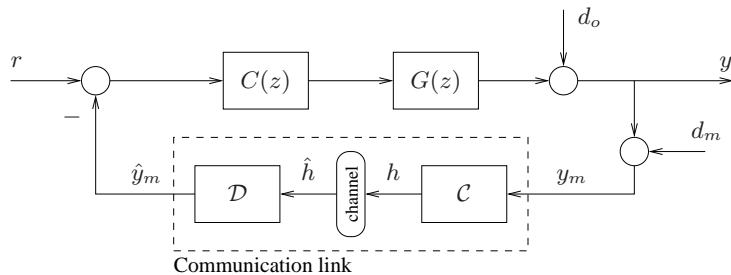 d_o
r
C(z)
G(z)
y
−
d_m
ŷ_m
ĥ
h
y_m
𝒟
channel
𝒞
Communication link